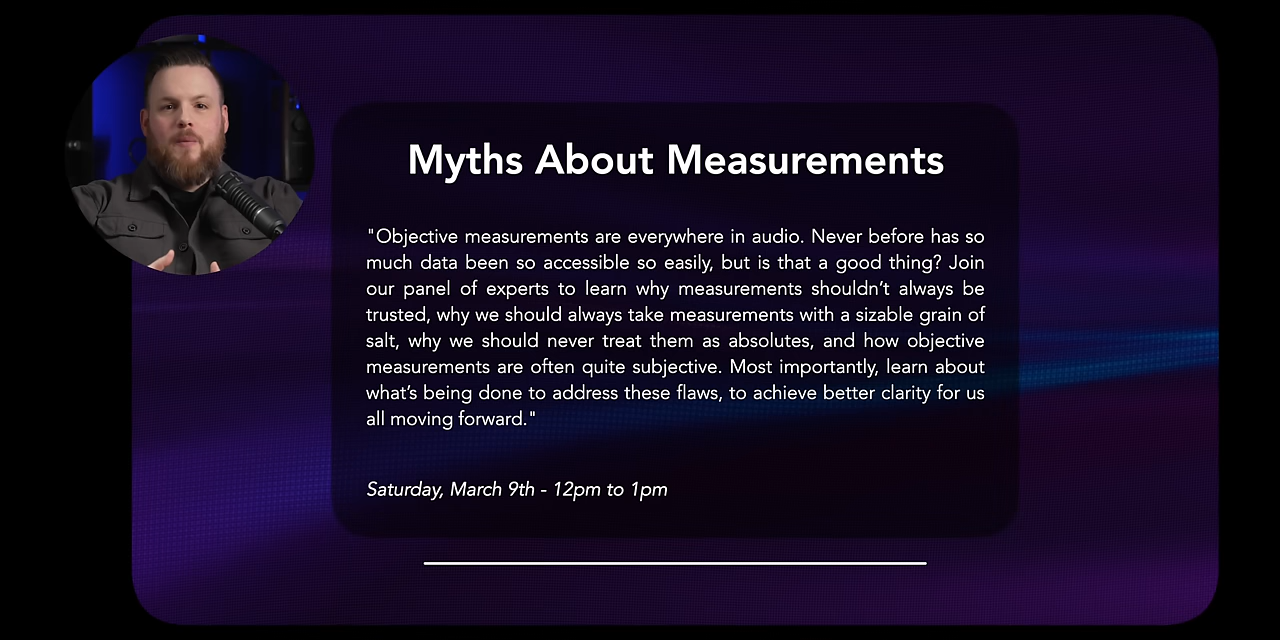 Myths About Measurements
"Objective measurements are everywhere in audio. Never before has so
much data been so accessible so easily, but is that a good thing? Join
our panel of experts to learn why measurements shouldn’t always be
trusted, why we should always take measurements with a sizable grain of
salt, why we should never treat them as absolutes, and how objective
measurements are often quite subjective. Most importantly, learn about
what’s being done to address these flaws, to achieve better clarity for us
all moving forward."
Saturday, March 9th - 12pm to 1pm